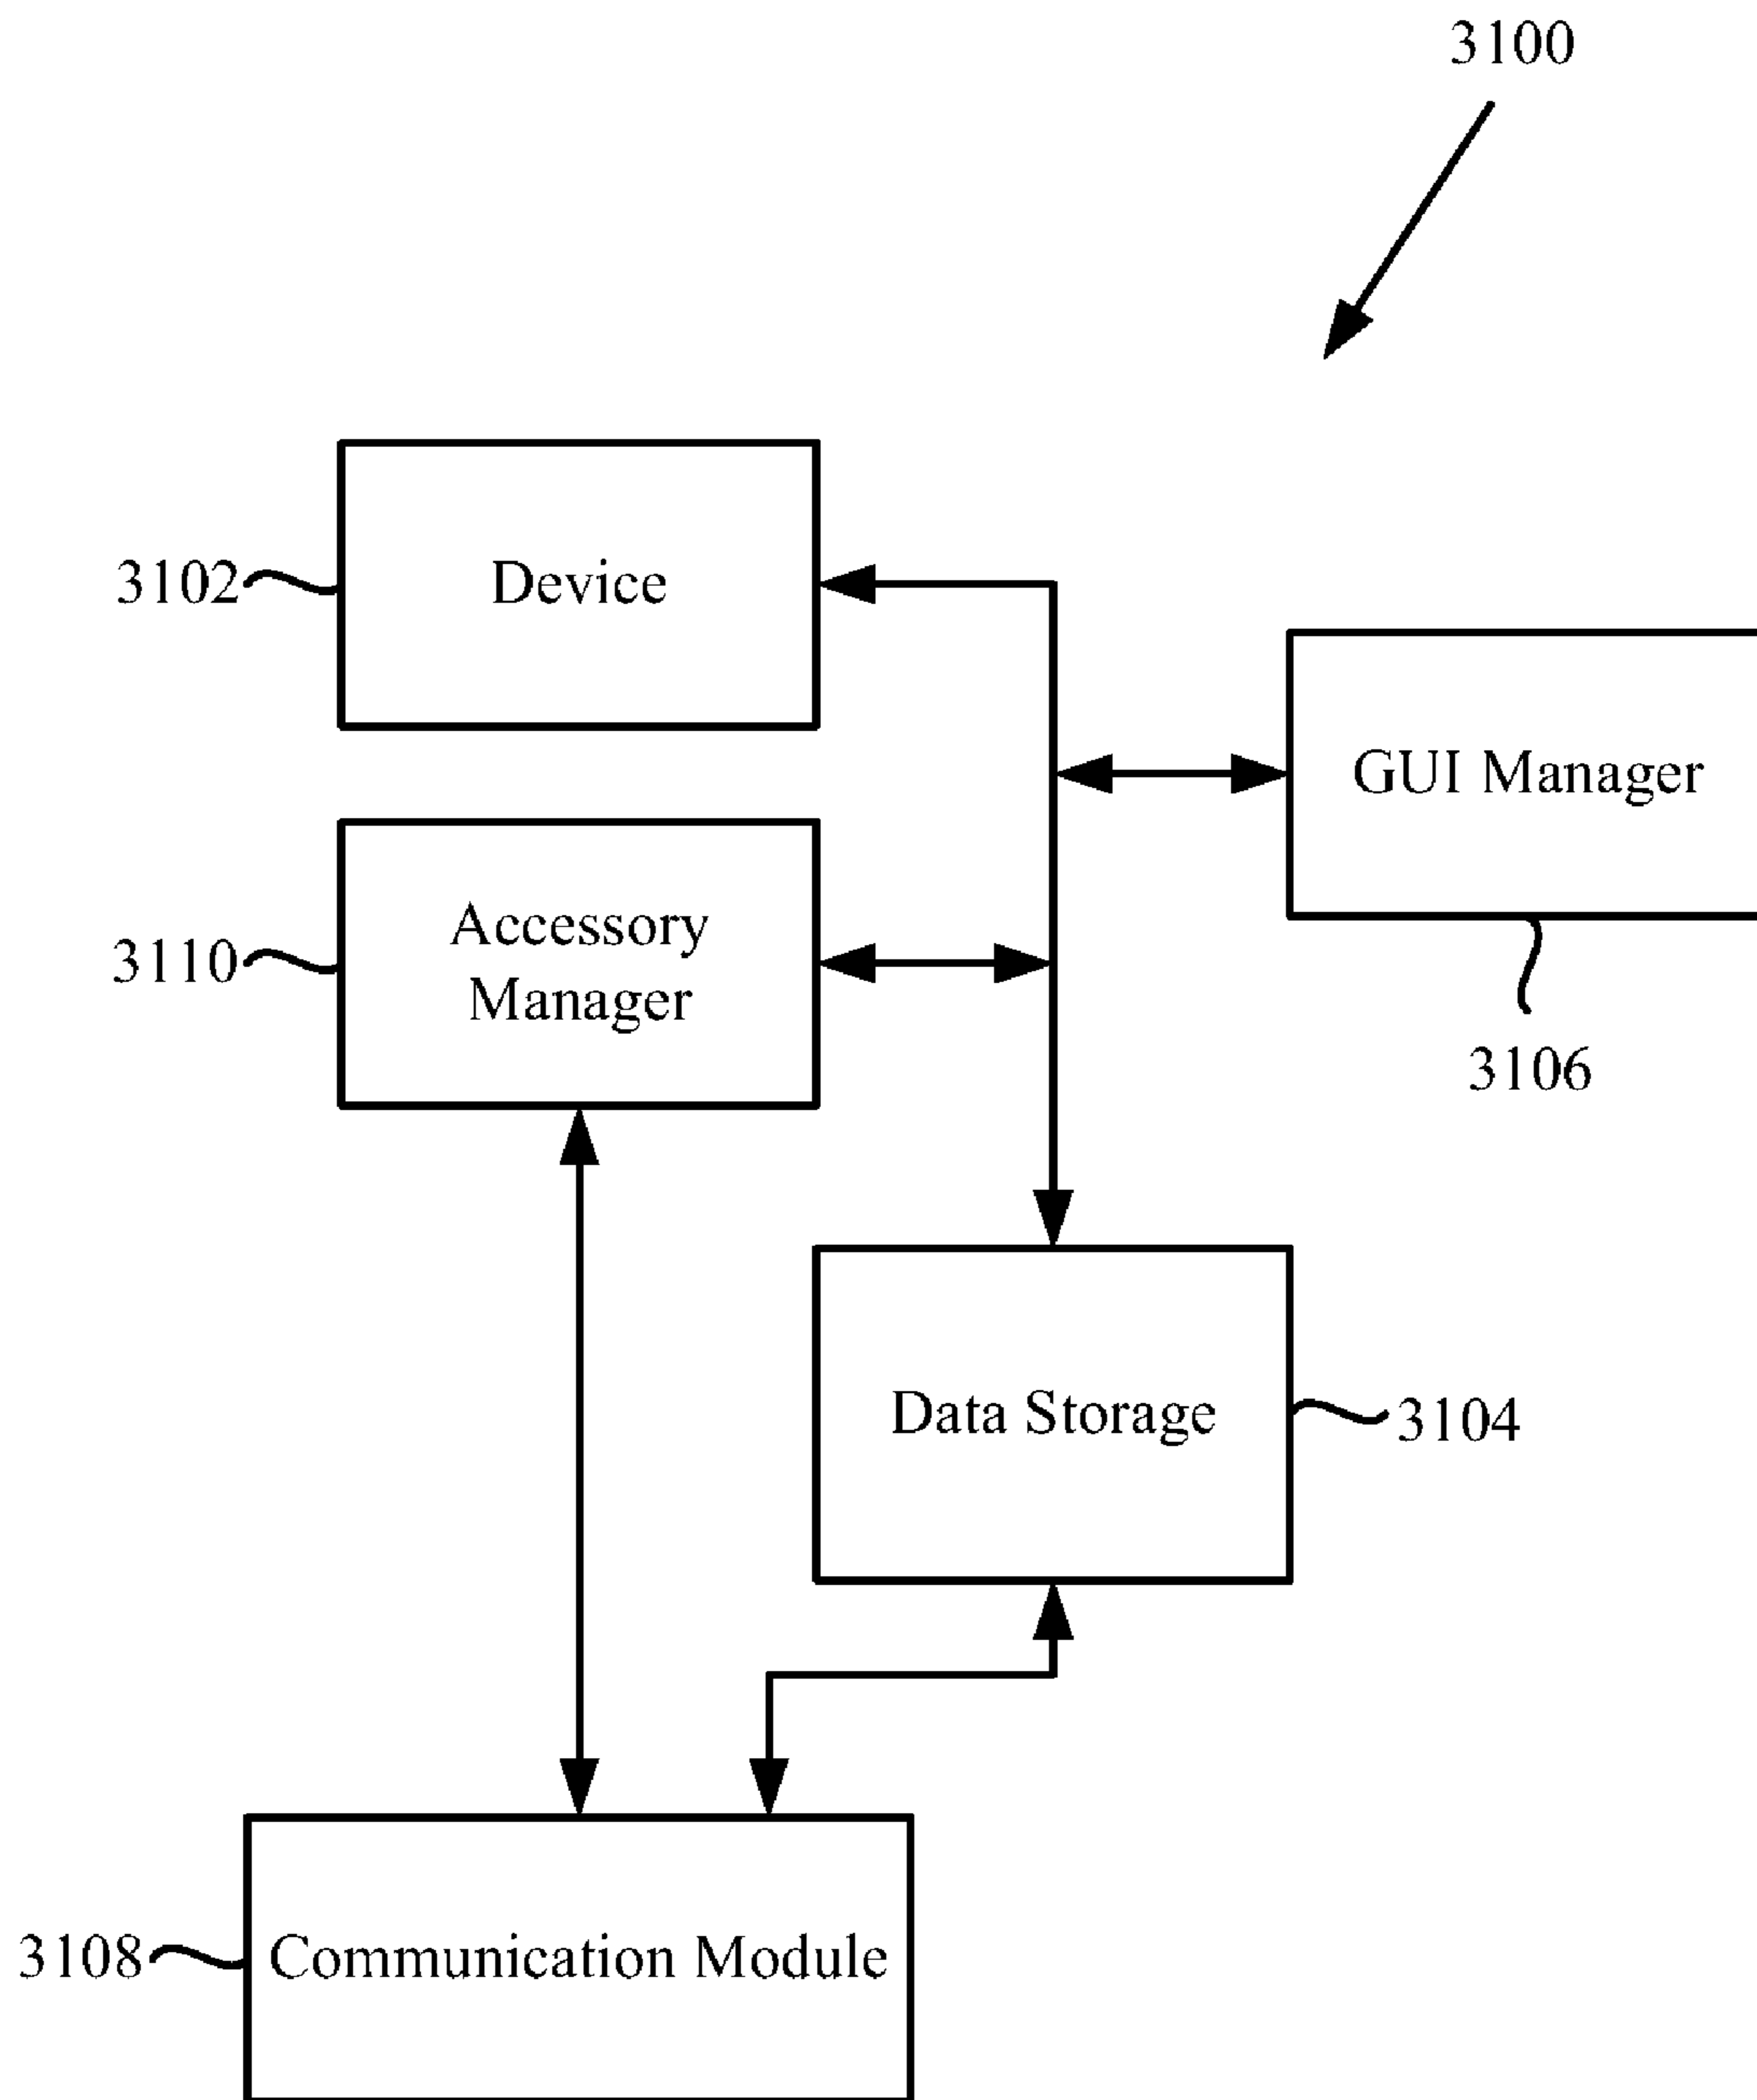 3100
3102
Device
GUI Manager
3110
Accessory
Manager
3106
Data Storage
3104
3108
Communication Module